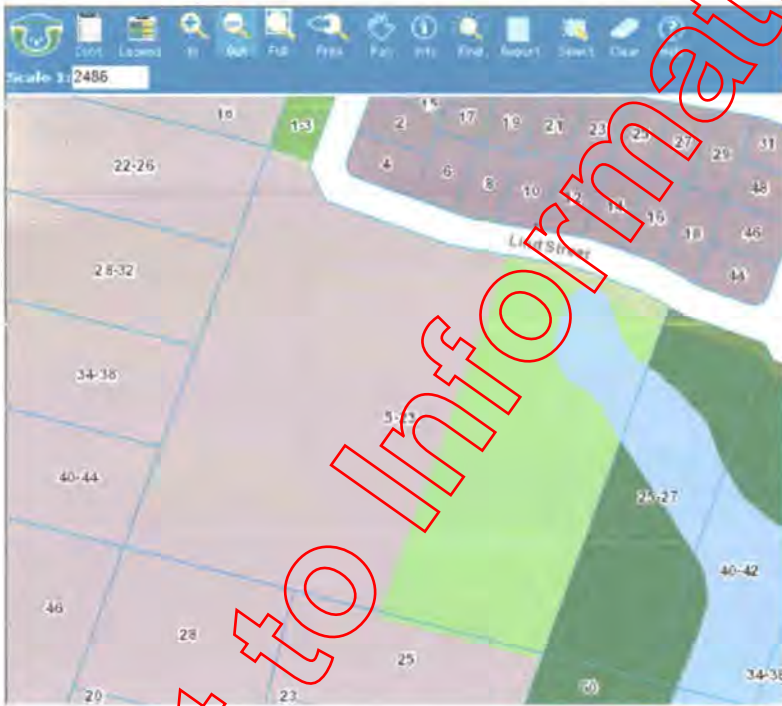 Legend In Out Full Prev Pan Info Find Report Select Clear
Scale 1: 2486
16 1-3 2 15 17 19 21 23 25 27 29 31
22-26 4 6 8 10 12 14 16 18 48
46
Lind Street
44
28-32
34-38
5-23
40-44
25-27
40-42
46
28
25
34-38
20 23
to Informat